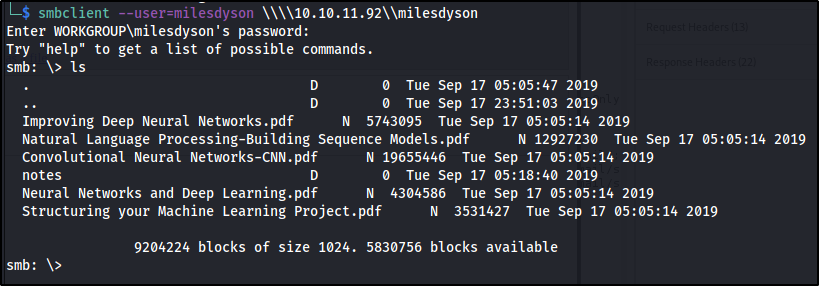 └─$ smbclient --user=milesdyson \\\\10.10.11.92\\milesdyson
Enter WORKGROUP\milesdyson's password:
Try "help" to get a list of possible commands.
smb: \> ls
  .                                   D        0  Tue Sep 17 05:05:47 2019
  ..                                  D        0  Tue Sep 17 23:51:03 2019
  Improving Deep Neural Networks.pdf      N  5743095  Tue Sep 17 05:05:14 2019
  Natural Language Processing-Building Sequence Models.pdf      N 12927230  Tue Sep 17 05:05:14 2019
  Convolutional Neural Networks-CNN.pdf      N 19655446  Tue Sep 17 05:05:14 2019
  notes                               D        0  Tue Sep 17 05:18:40 2019
  Neural Networks and Deep Learning.pdf      N  4304586  Tue Sep 17 05:05:14 2019
  Structuring your Machine Learning Project.pdf      N  3531427  Tue Sep 17 05:05:14 2019
                9204224 blocks of size 1024. 5830756 blocks available
smb: \>
Request Headers (13)
Response Headers (22)